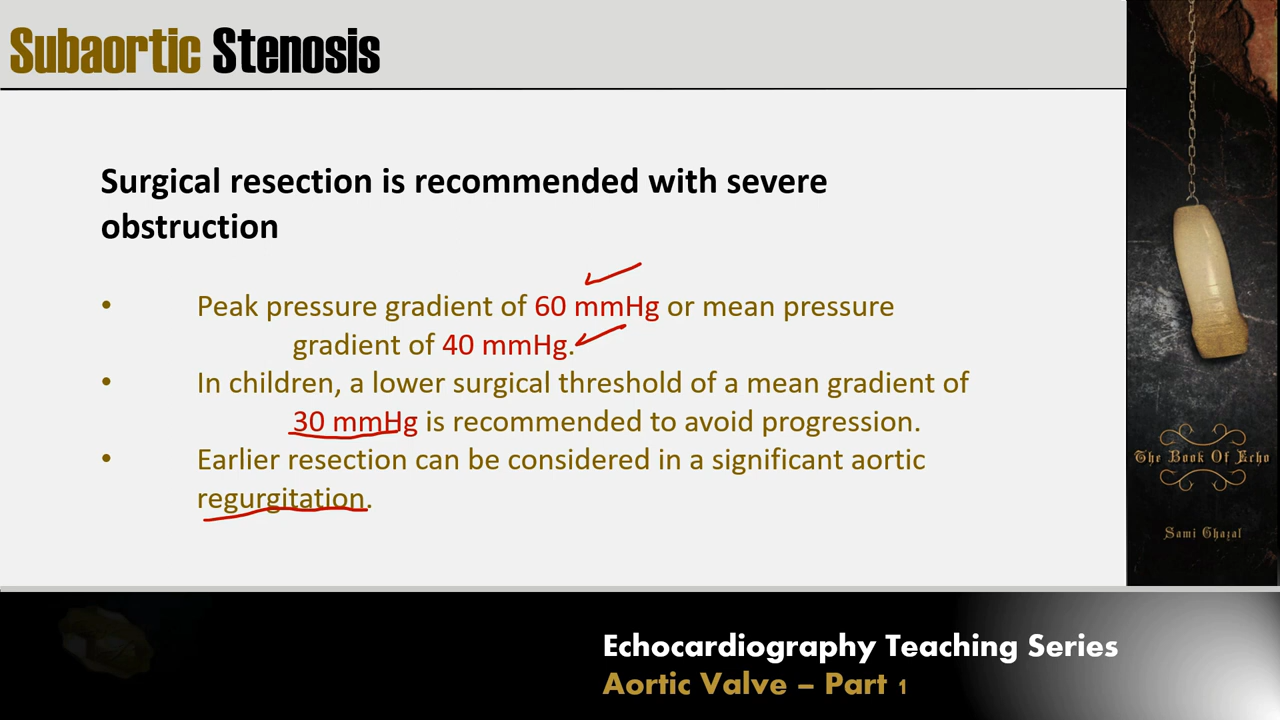 Subaortic Stenosis
Surgical resection is recommended with severe
obstruction
• Peak pressure gradient of 60 mmHg or mean pressure
gradient of 40 mmHg.
• In children, a lower surgical threshold of a mean gradient of
30 mmHg is recommended to avoid progression.
• Earlier resection can be considered in a significant aortic
regurgitation.
The Book Of Echo
Sami Ghazal
Echocardiography Teaching Series
Aortic Valve – Part 1